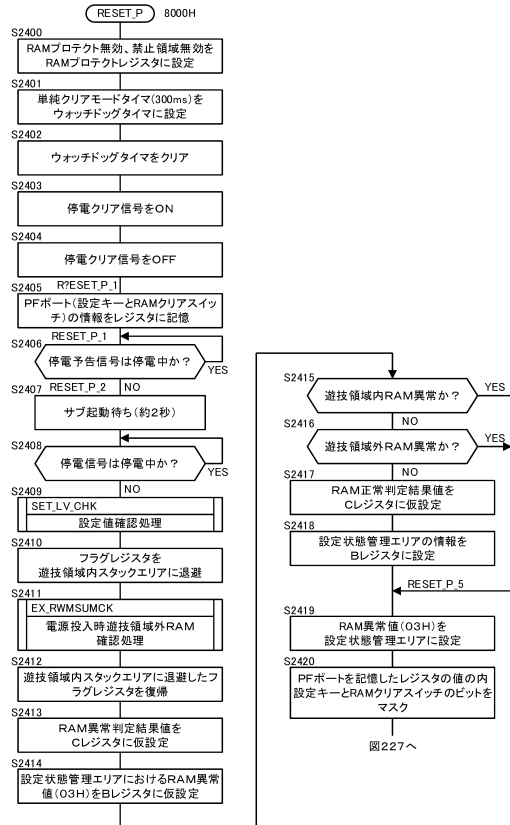 RESET_P 8000H
S2400
RAMプロテクト無効、禁止領域無効を
RAMプロテクトレジスタに設定
S2401
単純クリアモードタイマ(300ms)を
ウォッチドッグタイマに設定
S2402
ウォッチドッグタイマをクリア
S2403
停電クリア信号をON
S2404
停電クリア信号をOFF
S2405 R?ESET_P_1
PFポート(設定キーとRAMクリアスイッ
チ)の情報をレジスタに記憶
RESET_P_1
S2406
停電予告信号は停電中か?
YES
S2407 RESET_P_2 NO
サブ起動待ち(約2秒)
S2408
停電信号は停電中か?
YES
NO
S2409
SET_LV_CHK
設定値確認処理
S2410
フラグレジスタを
遊技領域内スタックエリアに退避
S2411
EX_RWMSUMCK
電源投入時遊技領域外RAM
確認処理
S2412
遊技領域内スタックエリアに退避したフ
ラグレジスタを復帰
S2413
RAM異常判定結果値を
Cレジスタに仮設定
S2414
設定状態管理エリアにおけるRAM異常
値(03H)をBレジスタに仮設定
S2415
遊技領域内RAM異常か?
YES
NO
S2416
遊技領域外RAM異常か?
YES
NO
S2417
RAM正常判定結果値を
Cレジスタに仮設定
S2418
設定状態管理エリアの情報を
Bレジスタに設定
RESET_P_5
S2419
RAM異常値(03H)を
設定状態管理エリアに設定
S2420
PFポートを記憶したレジスタの値の内
設定キーとRAMクリアスイッチのビットを
マスク
図227へ